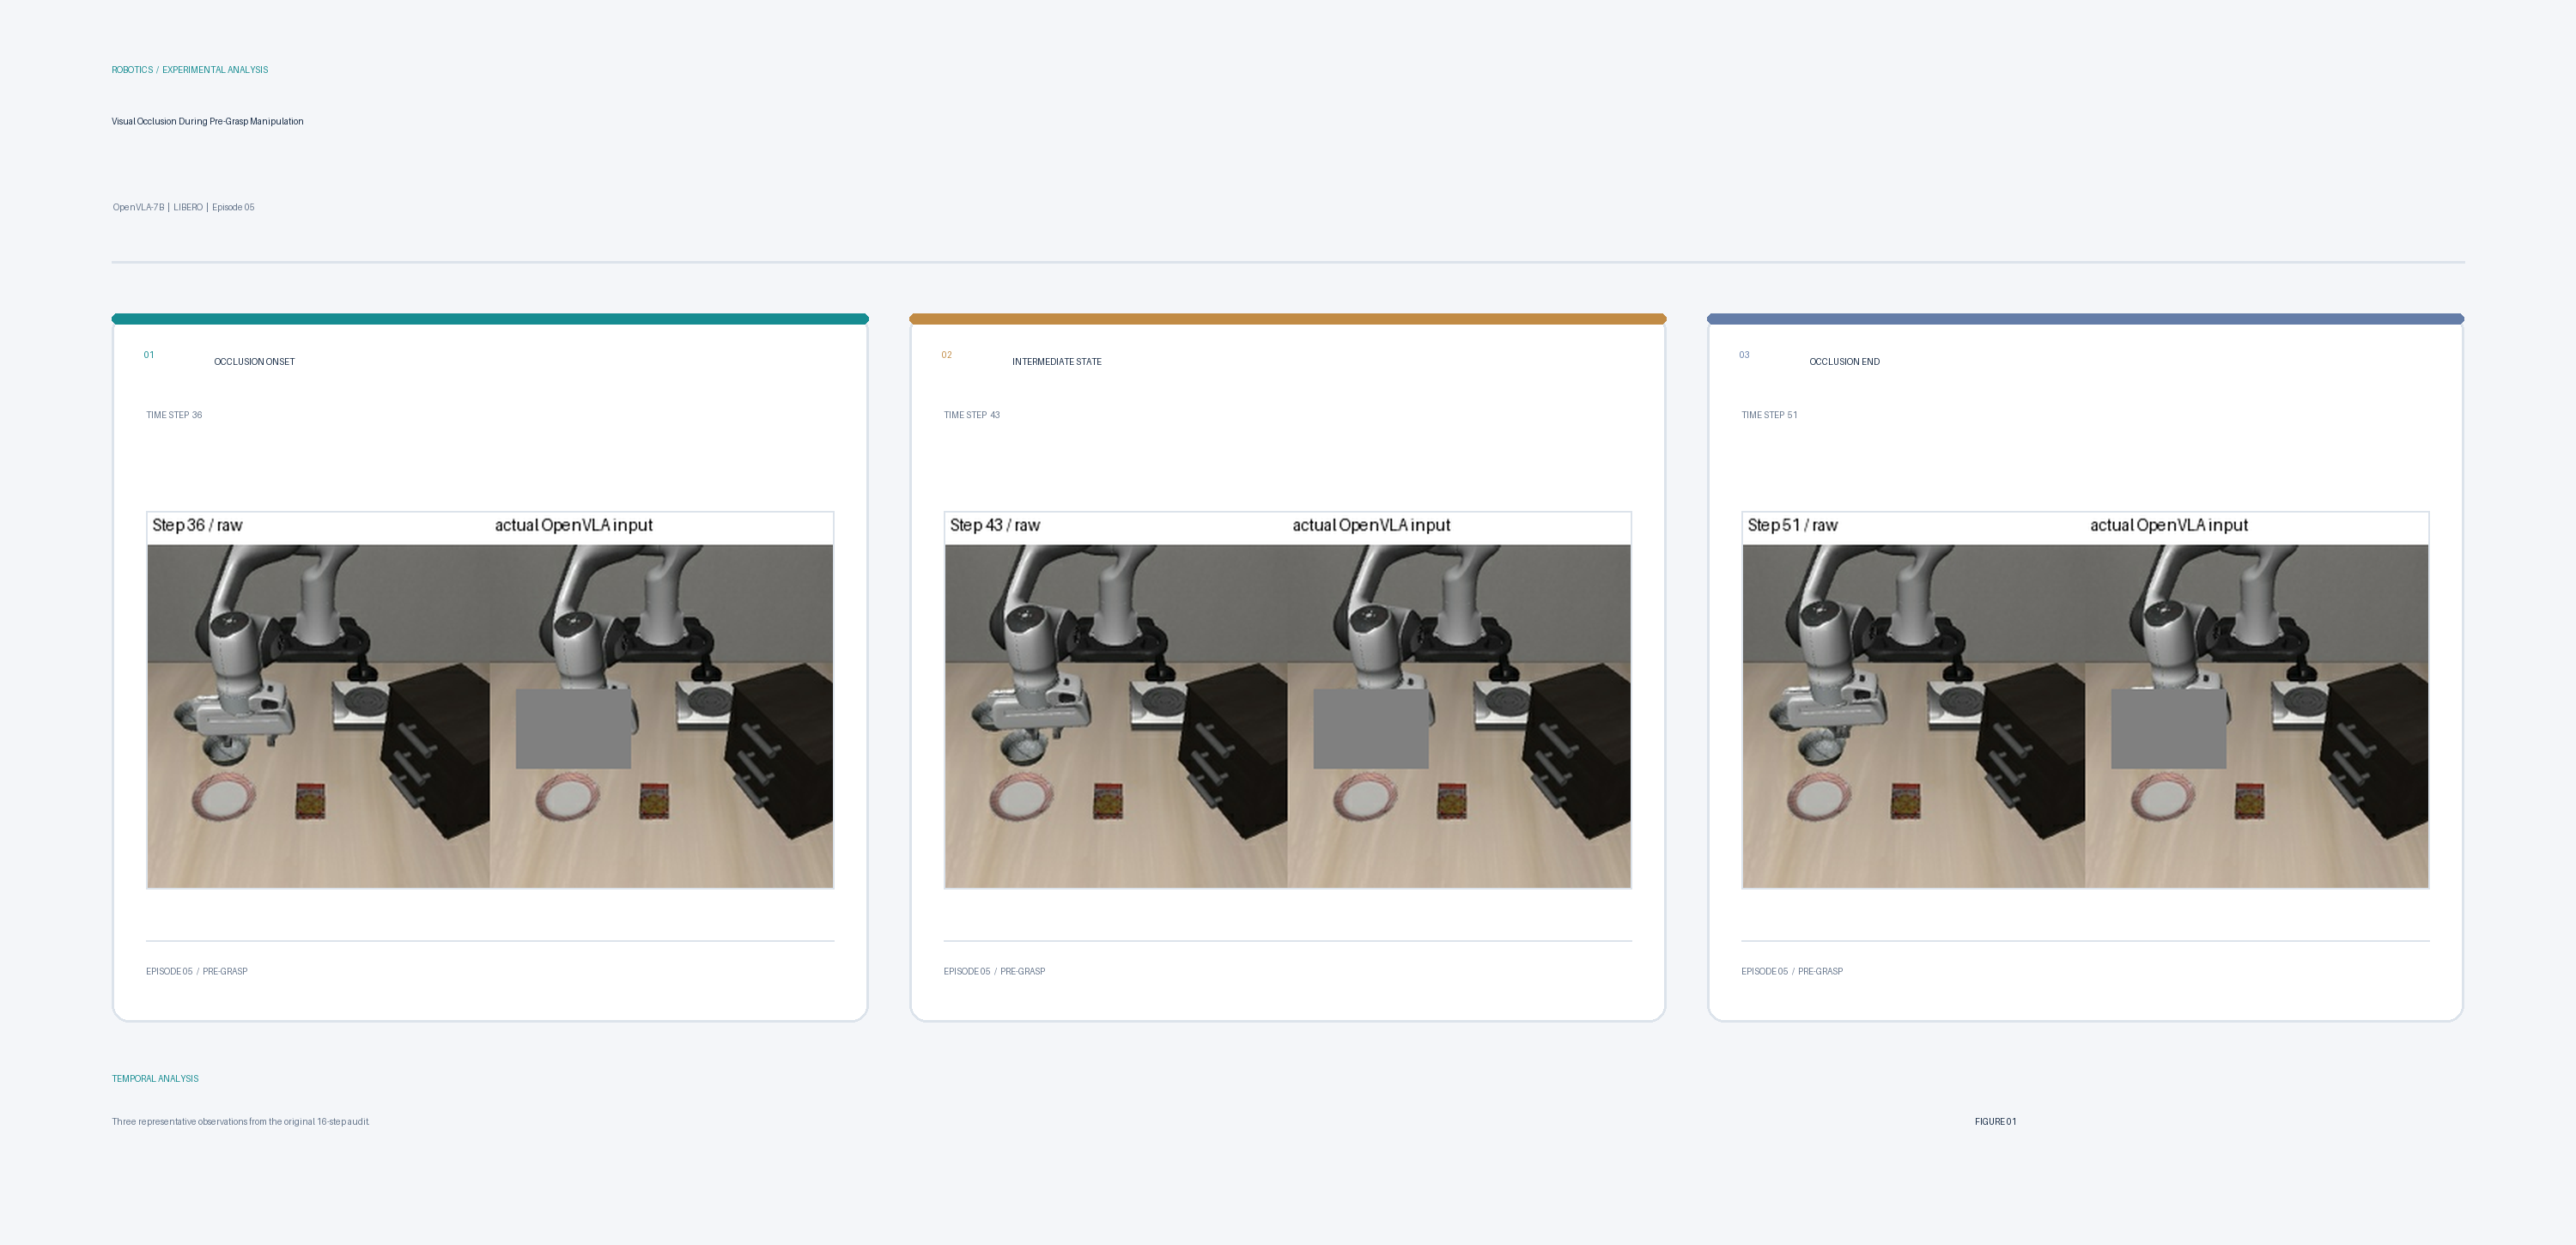 ROBOTICS / EXPERIMENTAL ANALYSIS
Visual Occlusion During Pre-Grasp Manipulation
OpenVLA-7B | LIBERO | Episode 05
01 OCCLUSION ONSET
TIME STEP 36
Step 36 / raw actual OpenVLA input
EPISODE 05 / PRE-GRASP
02 INTERMEDIATE STATE
TIME STEP 43
Step 43 / raw actual OpenVLA input
EPISODE 05 / PRE-GRASP
03 OCCLUSION END
TIME STEP 51
Step 51 / raw actual OpenVLA input
EPISODE 05 / PRE-GRASP
TEMPORAL ANALYSIS
Three representative observations from the original 16-step audit.
FIGURE 01